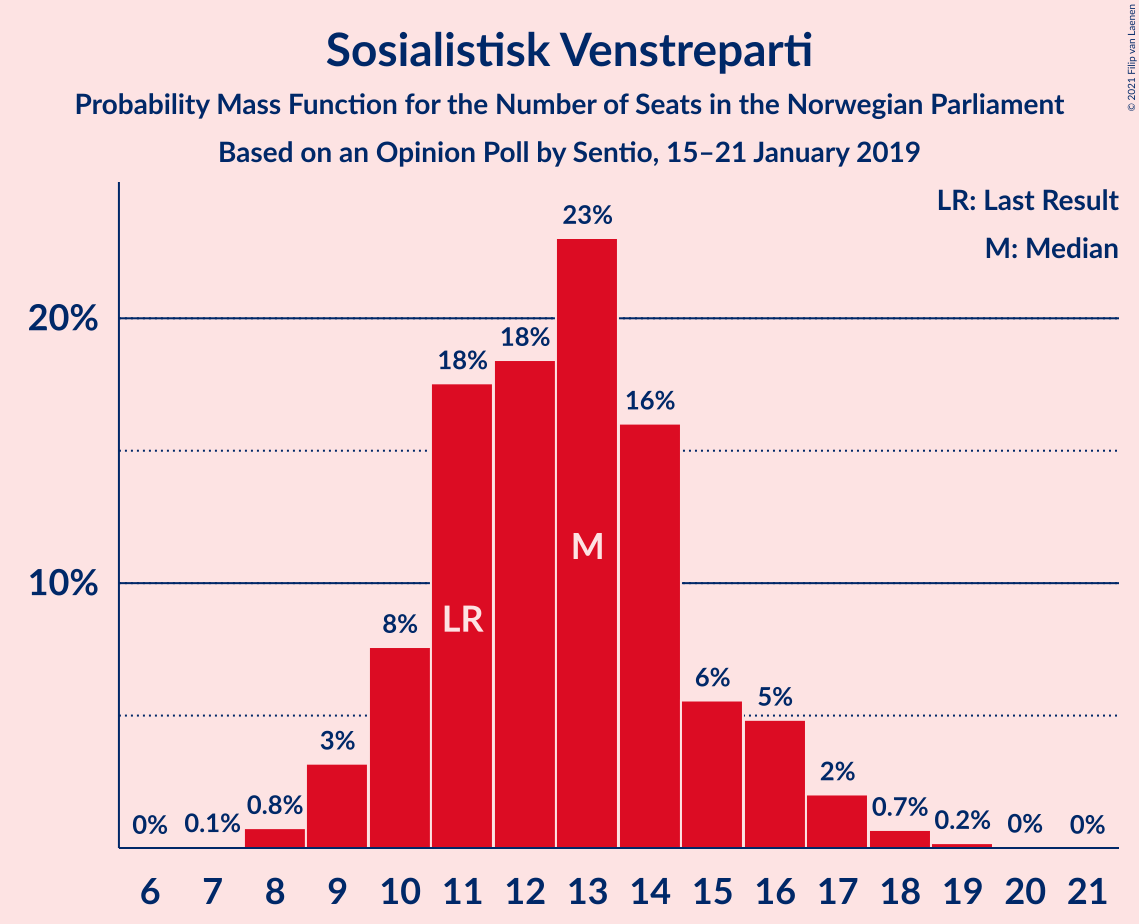 Sosialistisk Venstreparti
Probability Mass Function for the Number of Seats in the Norwegian Parliament
Based on an Opinion Poll by Sentio, 15–21 January 2019
© 2021 Filip van Laenen
LR: Last Result
M: Median
20%
10%
0%
0.1%
0.8%
3%
8%
18%
18%
23%
16%
6%
5%
2%
0.7%
0.2%
0%
0%
LR
M
6 7 8 9 10 11 12 13 14 15 16 17 18 19 20 21